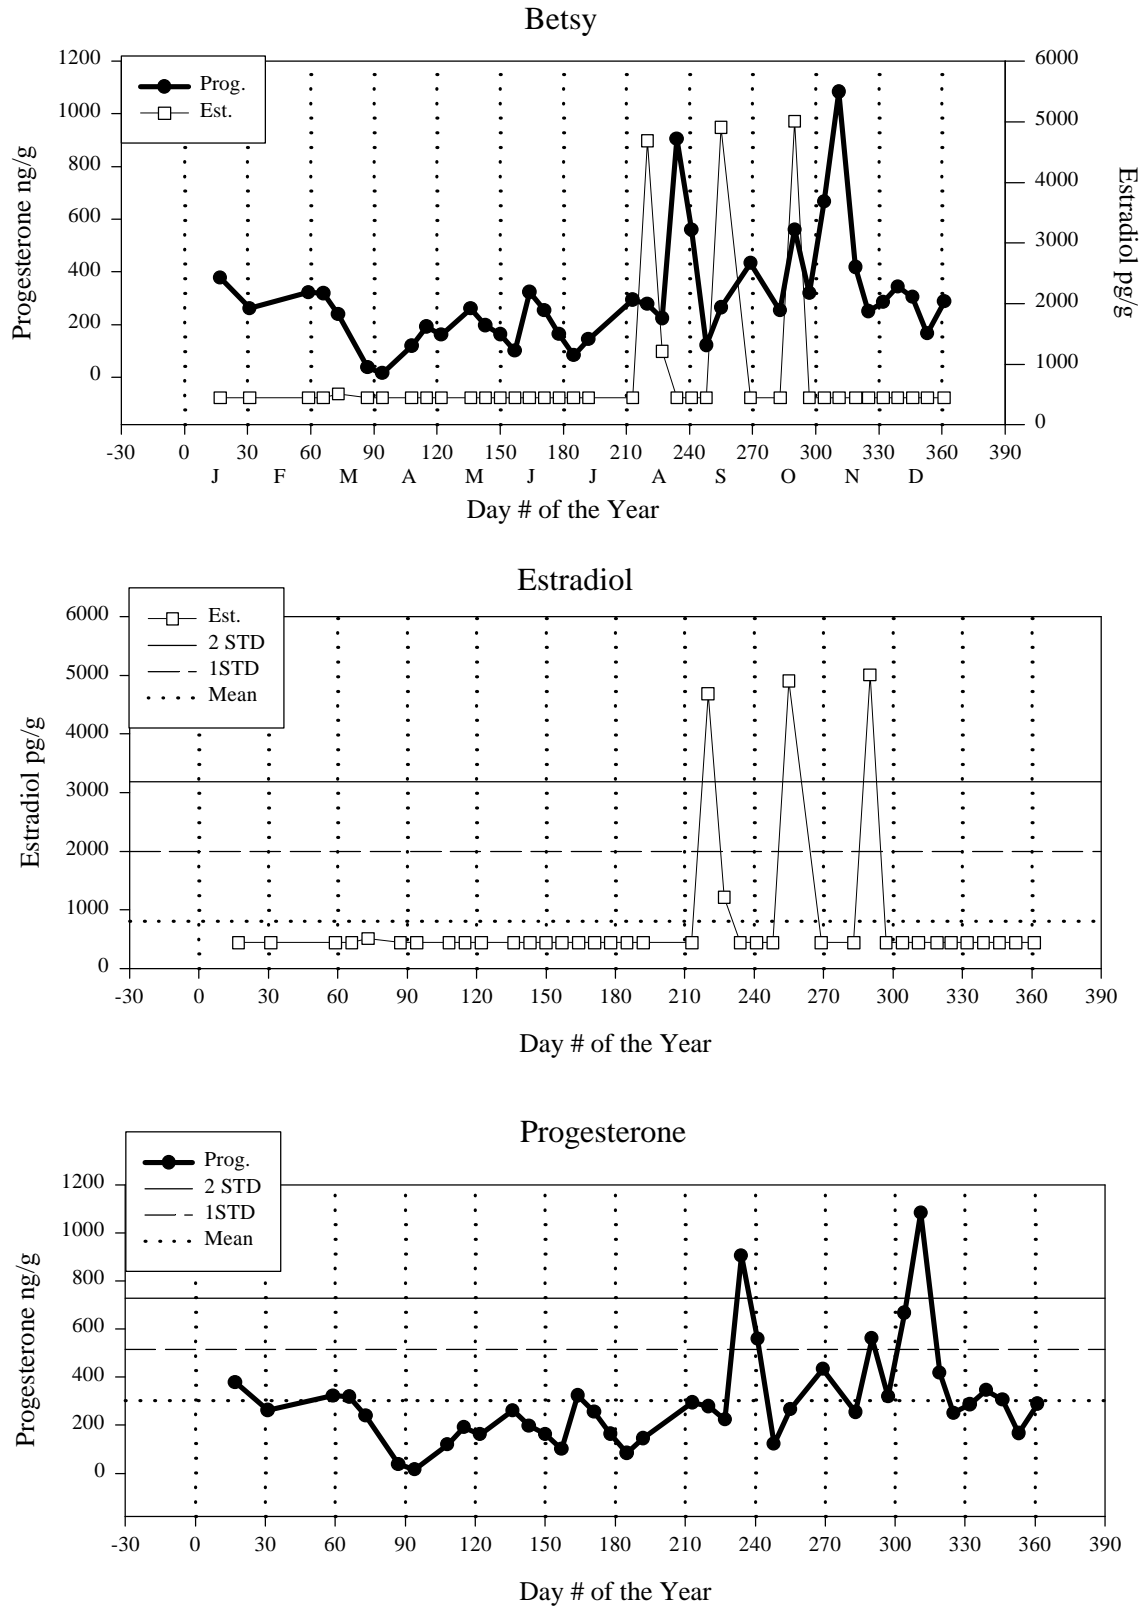 Betsy
Prog.
Est.
1200
1000
800
600
400
200
0
Progesterone ng/g
6000
5000
4000
3000
2000
1000
0
Estradiol pg/g
-30 0 30 60 90 120 150 180 210 240 270 300 330 360 390
J F M A M J J A S O N D
Day # of the Year
Estradiol
Est.
2 STD
1STD
Mean
6000
5000
4000
3000
2000
1000
0
Estradiol pg/g
-30 0 30 60 90 120 150 180 210 240 270 300 330 360 390
Day # of the Year
Progesterone
Prog.
2 STD
1STD
Mean
1200
1000
800
600
400
200
0
Progesterone ng/g
-30 0 30 60 90 120 150 180 210 240 270 300 330 360 390
Day # of the Year